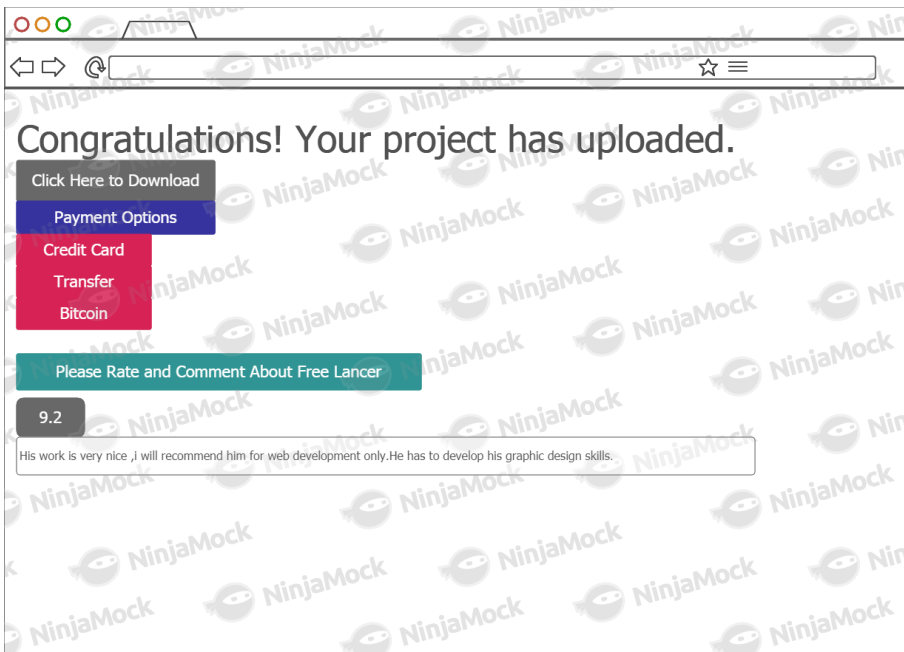 Congratulations! Your project has uploaded.
Click Here to Download
Payment Options
Credit Card
Transfer
Bitcoin
Please Rate and Comment About Free Lancer
9.2
His work is very nice ,i will recommend him for web development only.He has to develop his graphic design skills.
NinjaMock